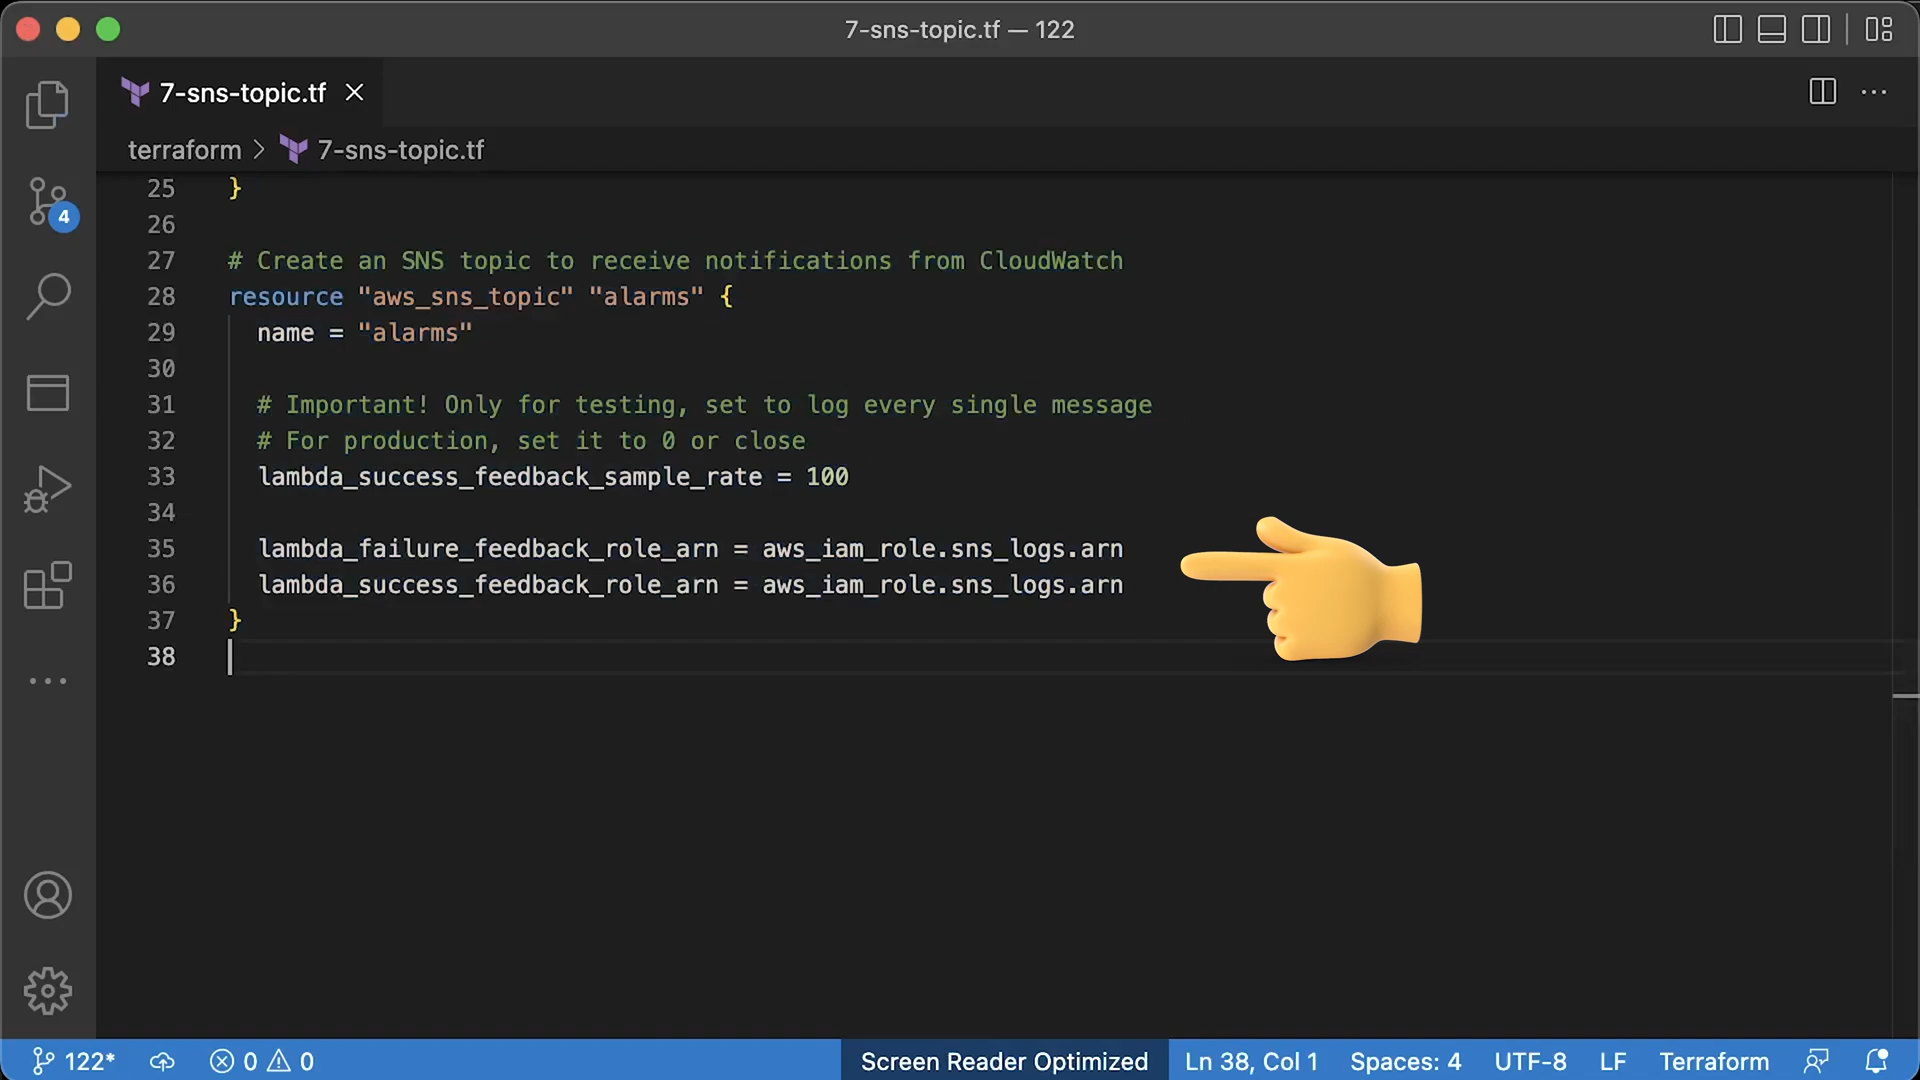 7-sns-topic.tf — 122
7-sns-topic.tf
terraform > 7-sns-topic.tf
25 }
26
27 # Create an SNS topic to receive notifications from CloudWatch
28 resource "aws_sns_topic" "alarms" {
29 name = "alarms"
30
31 # Important! Only for testing, set to log every single message
32 # For production, set it to 0 or close
33 lambda_success_feedback_sample_rate = 100
34
35 lambda_failure_feedback_role_arn = aws_iam_role.sns_logs.arn
36 lambda_success_feedback_role_arn = aws_iam_role.sns_logs.arn
37 }
38
4
122* 0 0 Screen Reader Optimized Ln 38, Col 1 Spaces: 4 UTF-8 LF Terraform